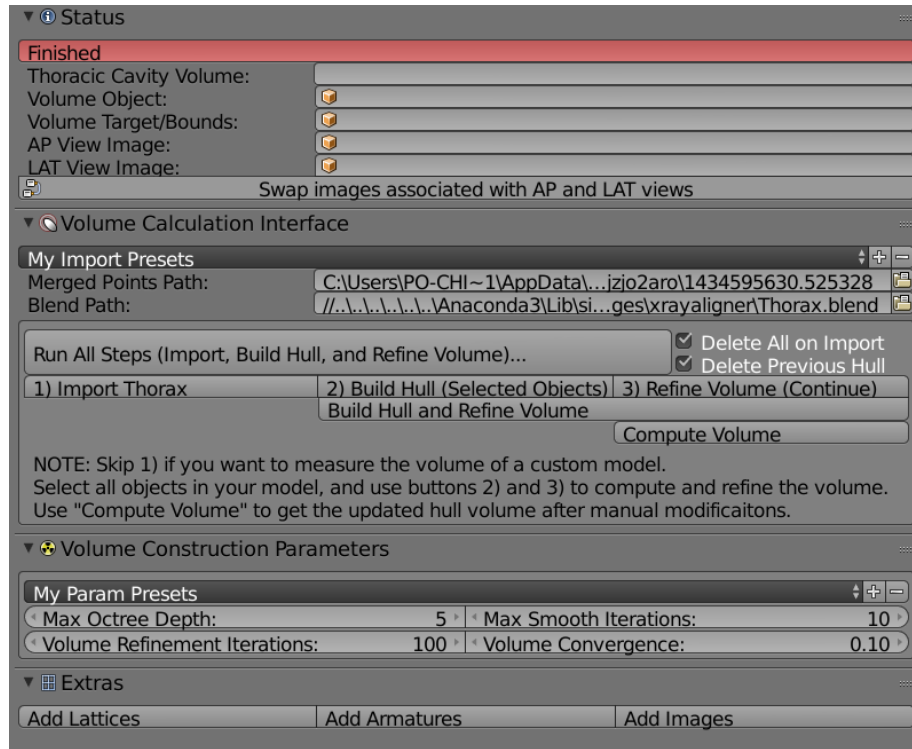 Status
Finished
Thoracic Cavity Volume:
Volume Object:
Volume Target/Bounds:
AP View Image:
LAT View Image:
Swap images associated with AP and LAT views
Volume Calculation Interface
My Import Presets
Merged Points Path: C:\Users\PO-CHI~1\AppData\...jzjo2aro\1434595630.525328
Blend Path: //..\..\..\..\..\..\Anaconda3\Lib\si...ges\xrayaligner\Thorax.blend
Run All Steps (Import, Build Hull, and Refine Volume)... Delete All on Import
Delete Previous Hull
1) Import Thorax 2) Build Hull (Selected Objects) 3) Refine Volume (Continue)
Build Hull and Refine Volume
Compute Volume
NOTE: Skip 1) if you want to measure the volume of a custom model.
Select all objects in your model, and use buttons 2) and 3) to compute and refine the volume.
Use "Compute Volume" to get the updated hull volume after manual modificaitons.
Volume Construction Parameters
My Param Presets
Max Octree Depth: 5 Max Smooth Iterations: 10
Volume Refinement Iterations: 100 Volume Convergence: 0.10
Extras
Add Lattices Add Armatures Add Images